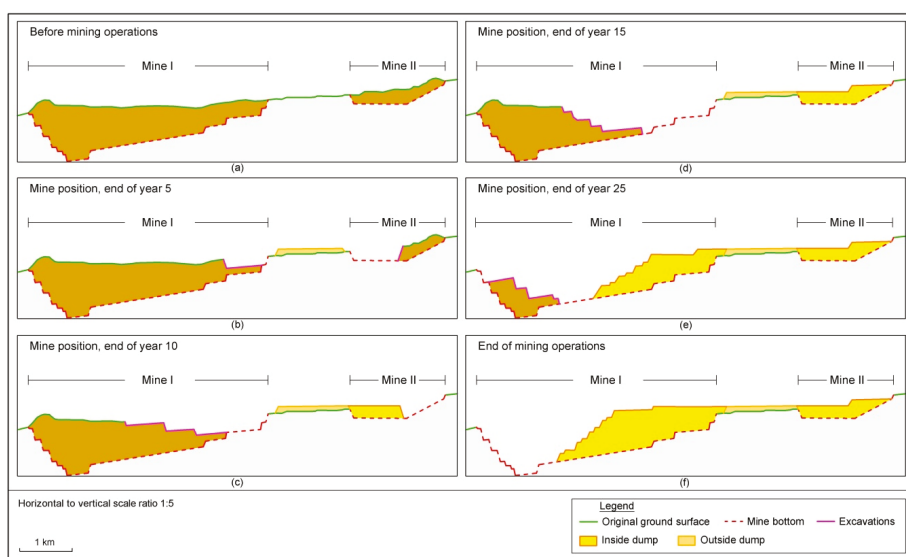 Before mining operations
Mine I
Mine II
(a)
Mine position, end of year 5
Mine I
Mine II
(b)
Mine position, end of year 10
Mine I
Mine II
(c)
Mine position, end of year 15
Mine I
Mine II
(d)
Mine position, end of year 25
Mine I
Mine II
(e)
End of mining operations
Mine I
Mine II
(f)
Horizontal to vertical scale ratio 1:5
1 km
Legend
Original ground surface Mine bottom Excavations
Inside dump Outside dump